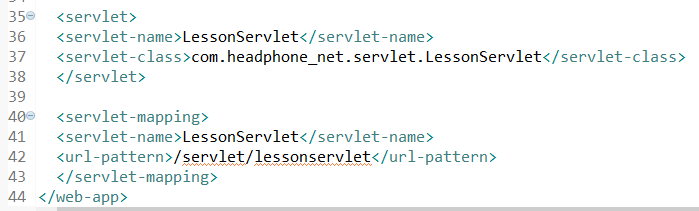 35 <servlet>
36 <servlet-name>LessonServlet</servlet-name>
37 <servlet-class>com.headphone_net.servlet.LessonServlet</servlet-class>
38 </servlet>
39
40 <servlet-mapping>
41 <servlet-name>LessonServlet</servlet-name>
42 <url-pattern>/servlet/lessonservlet</url-pattern>
43 </servlet-mapping>
44 </web-app>